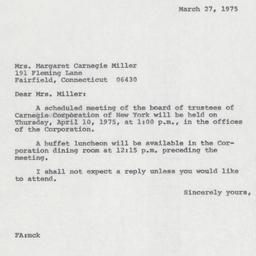 March 27, 1975
Mrs. Margaret Carnegie Miller
191 Fleming Lane
Fairfield, Connecticut 06430
Dear Mrs. Miller:
A scheduled meeting of the board of trustees of
Carnegie Corporation of New York will be held on
Thursday, April 10, 1975, at 1:00 p.m., in the offices
of the Corporation.
A buffet luncheon will be available in the Cor-
poration dining room at 12:15 p.m. preceding the
meeting.
I shall not expect a reply unless you would like
to attend.
Sincerely yours,
FA:mck